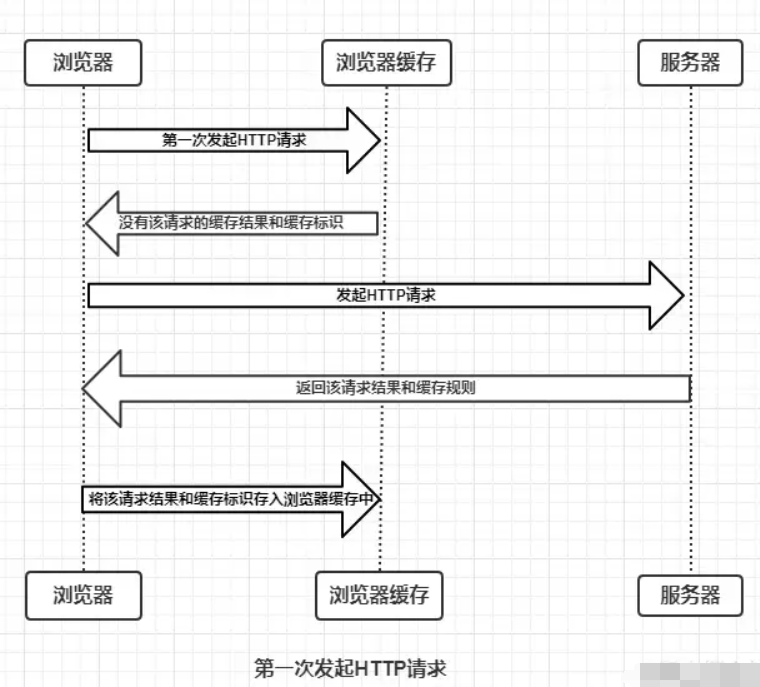 浏览器
浏览器缓存
服务器
第一次发起HTTP请求
没有该请求的缓存结果和缓存标识
发起HTTP请求
返回该请求结果和缓存规则
将该请求结果和缓存标识存入浏览器缓存中
浏览器
浏览器缓存
服务器
第一次发起HTTP请求